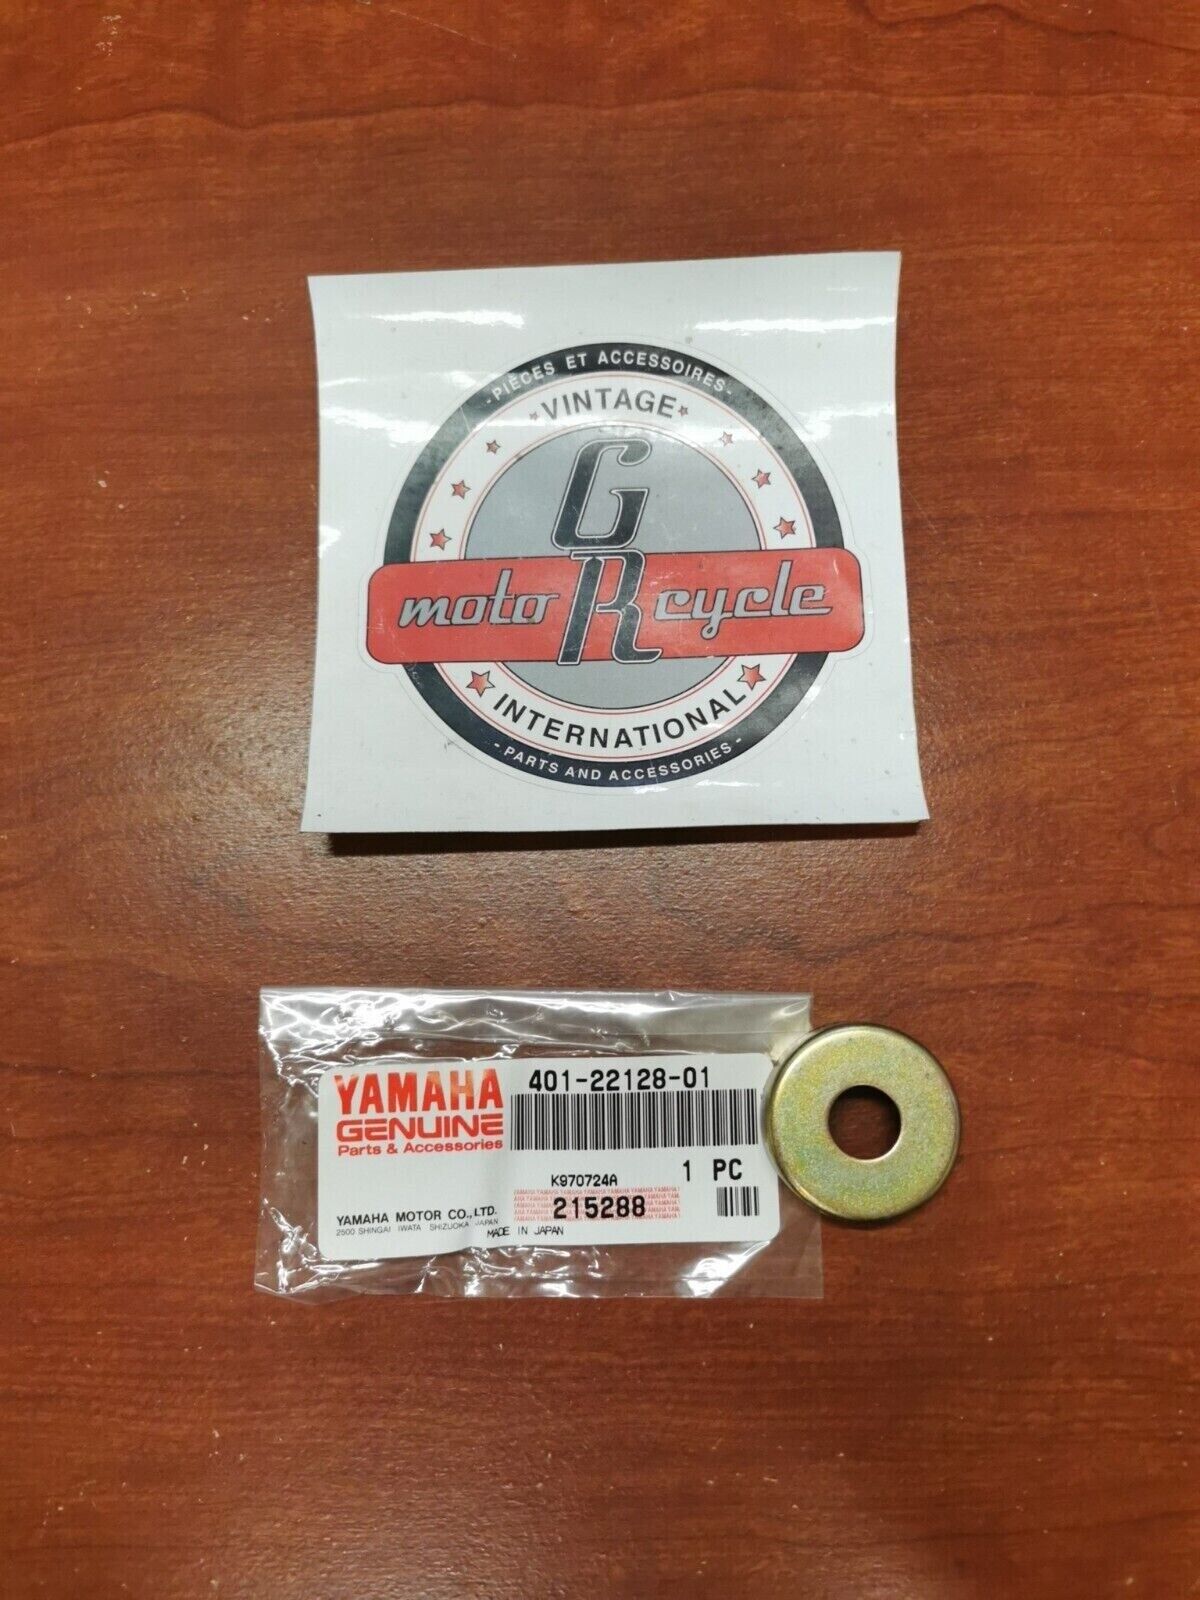 - PIÈCES ET ACCESSOIRES -
VINTAGE
G
moto R cycle
INTERNATIONAL
- PARTS AND ACCESSORIES -
YAMAHA
GENUINE
Parts & Accessories
401-22128-01
K970724A
1 PC
215288
YAMAHA MOTOR CO.,LTD.
2500 SHINGAI IWATA SHIZUOKA JAPAN
MADE IN JAPAN